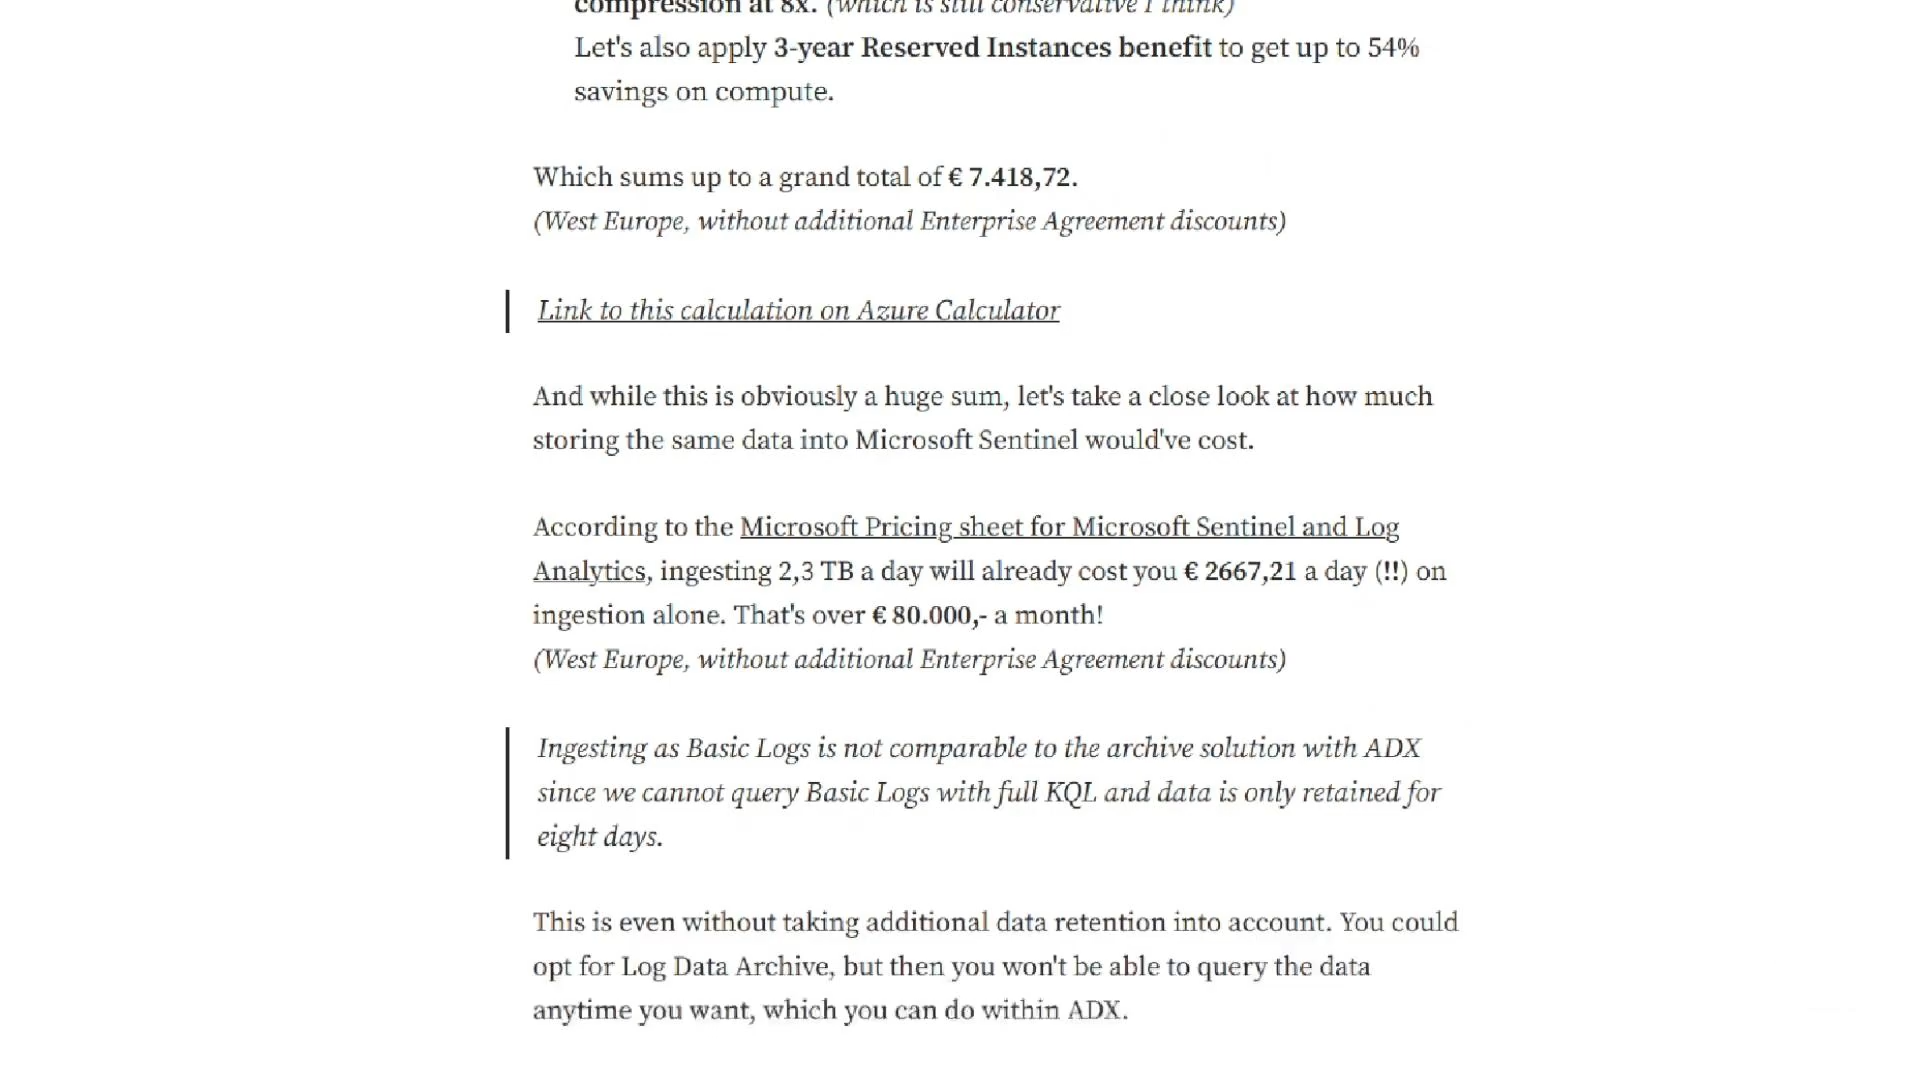 compression at 8x. (which is still conservative I think)
Let's also apply 3-year Reserved Instances benefit to get up to 54%
savings on compute.
Which sums up to a grand total of € 7.418,72.
(West Europe, without additional Enterprise Agreement discounts)
Link to this calculation on Azure Calculator
And while this is obviously a huge sum, let's take a close look at how much
storing the same data into Microsoft Sentinel would've cost.
According to the Microsoft Pricing sheet for Microsoft Sentinel and Log
Analytics, ingesting 2,3 TB a day will already cost you € 2667,21 a day (!!) on
ingestion alone. That's over € 80.000,- a month!
(West Europe, without additional Enterprise Agreement discounts)
Ingesting as Basic Logs is not comparable to the archive solution with ADX
since we cannot query Basic Logs with full KQL and data is only retained for
eight days.
This is even without taking additional data retention into account. You could
opt for Log Data Archive, but then you won't be able to query the data
anytime you want, which you can do within ADX.